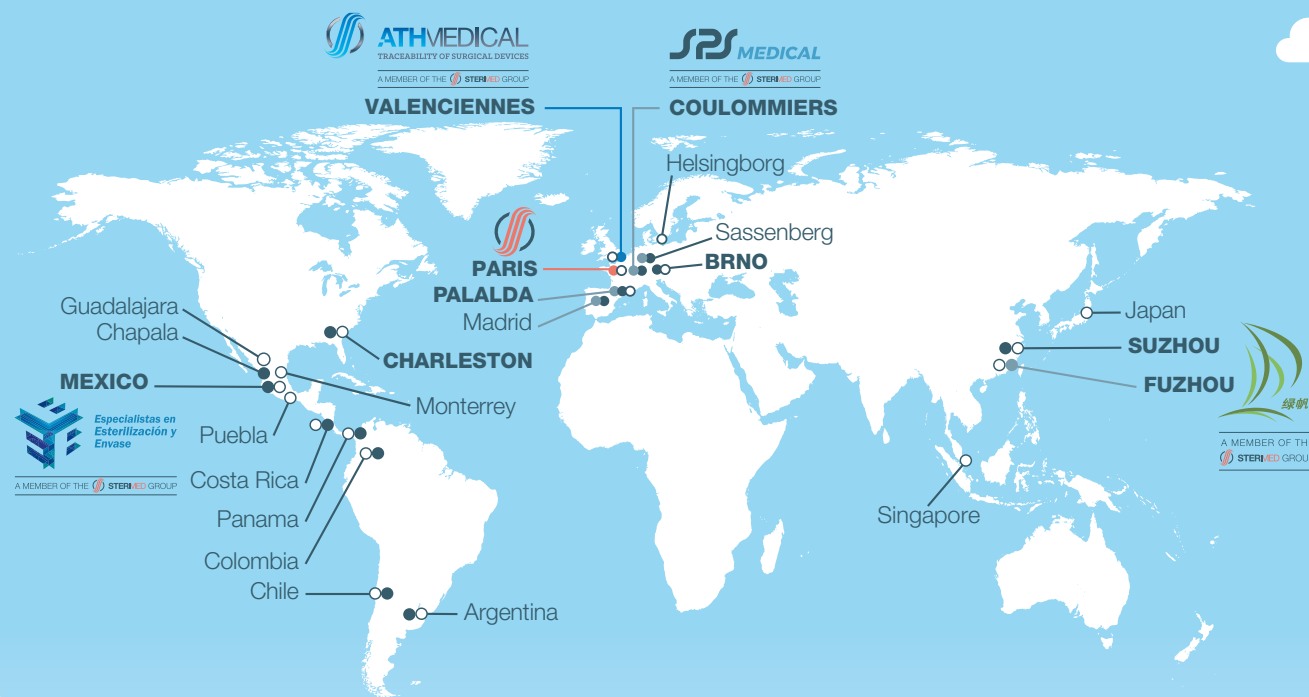 ATHMEDICAL
TRACEABILITY OF SURGICAL DEVICES
A MEMBER OF THE STERIMED GROUP
SPS MEDICAL
A MEMBER OF THE STERIMED GROUP
VALENCIENNES
COULOMMIERS
Helsingborg
Sassenberg
PARIS
BRNO
PALALDA
Madrid
Guadalajara
Chapala
CHARLESTON
MEXICO
Monterrey
Especialistas en
Esterilización y
Envase
A MEMBER OF THE STERIMED GROUP
Puebla
Costa Rica
Panama
Colombia
Chile
Argentina
Japan
SUZHOU
FUZHOU
绿帆
A MEMBER OF TH
STERIMED GROU
Singapore